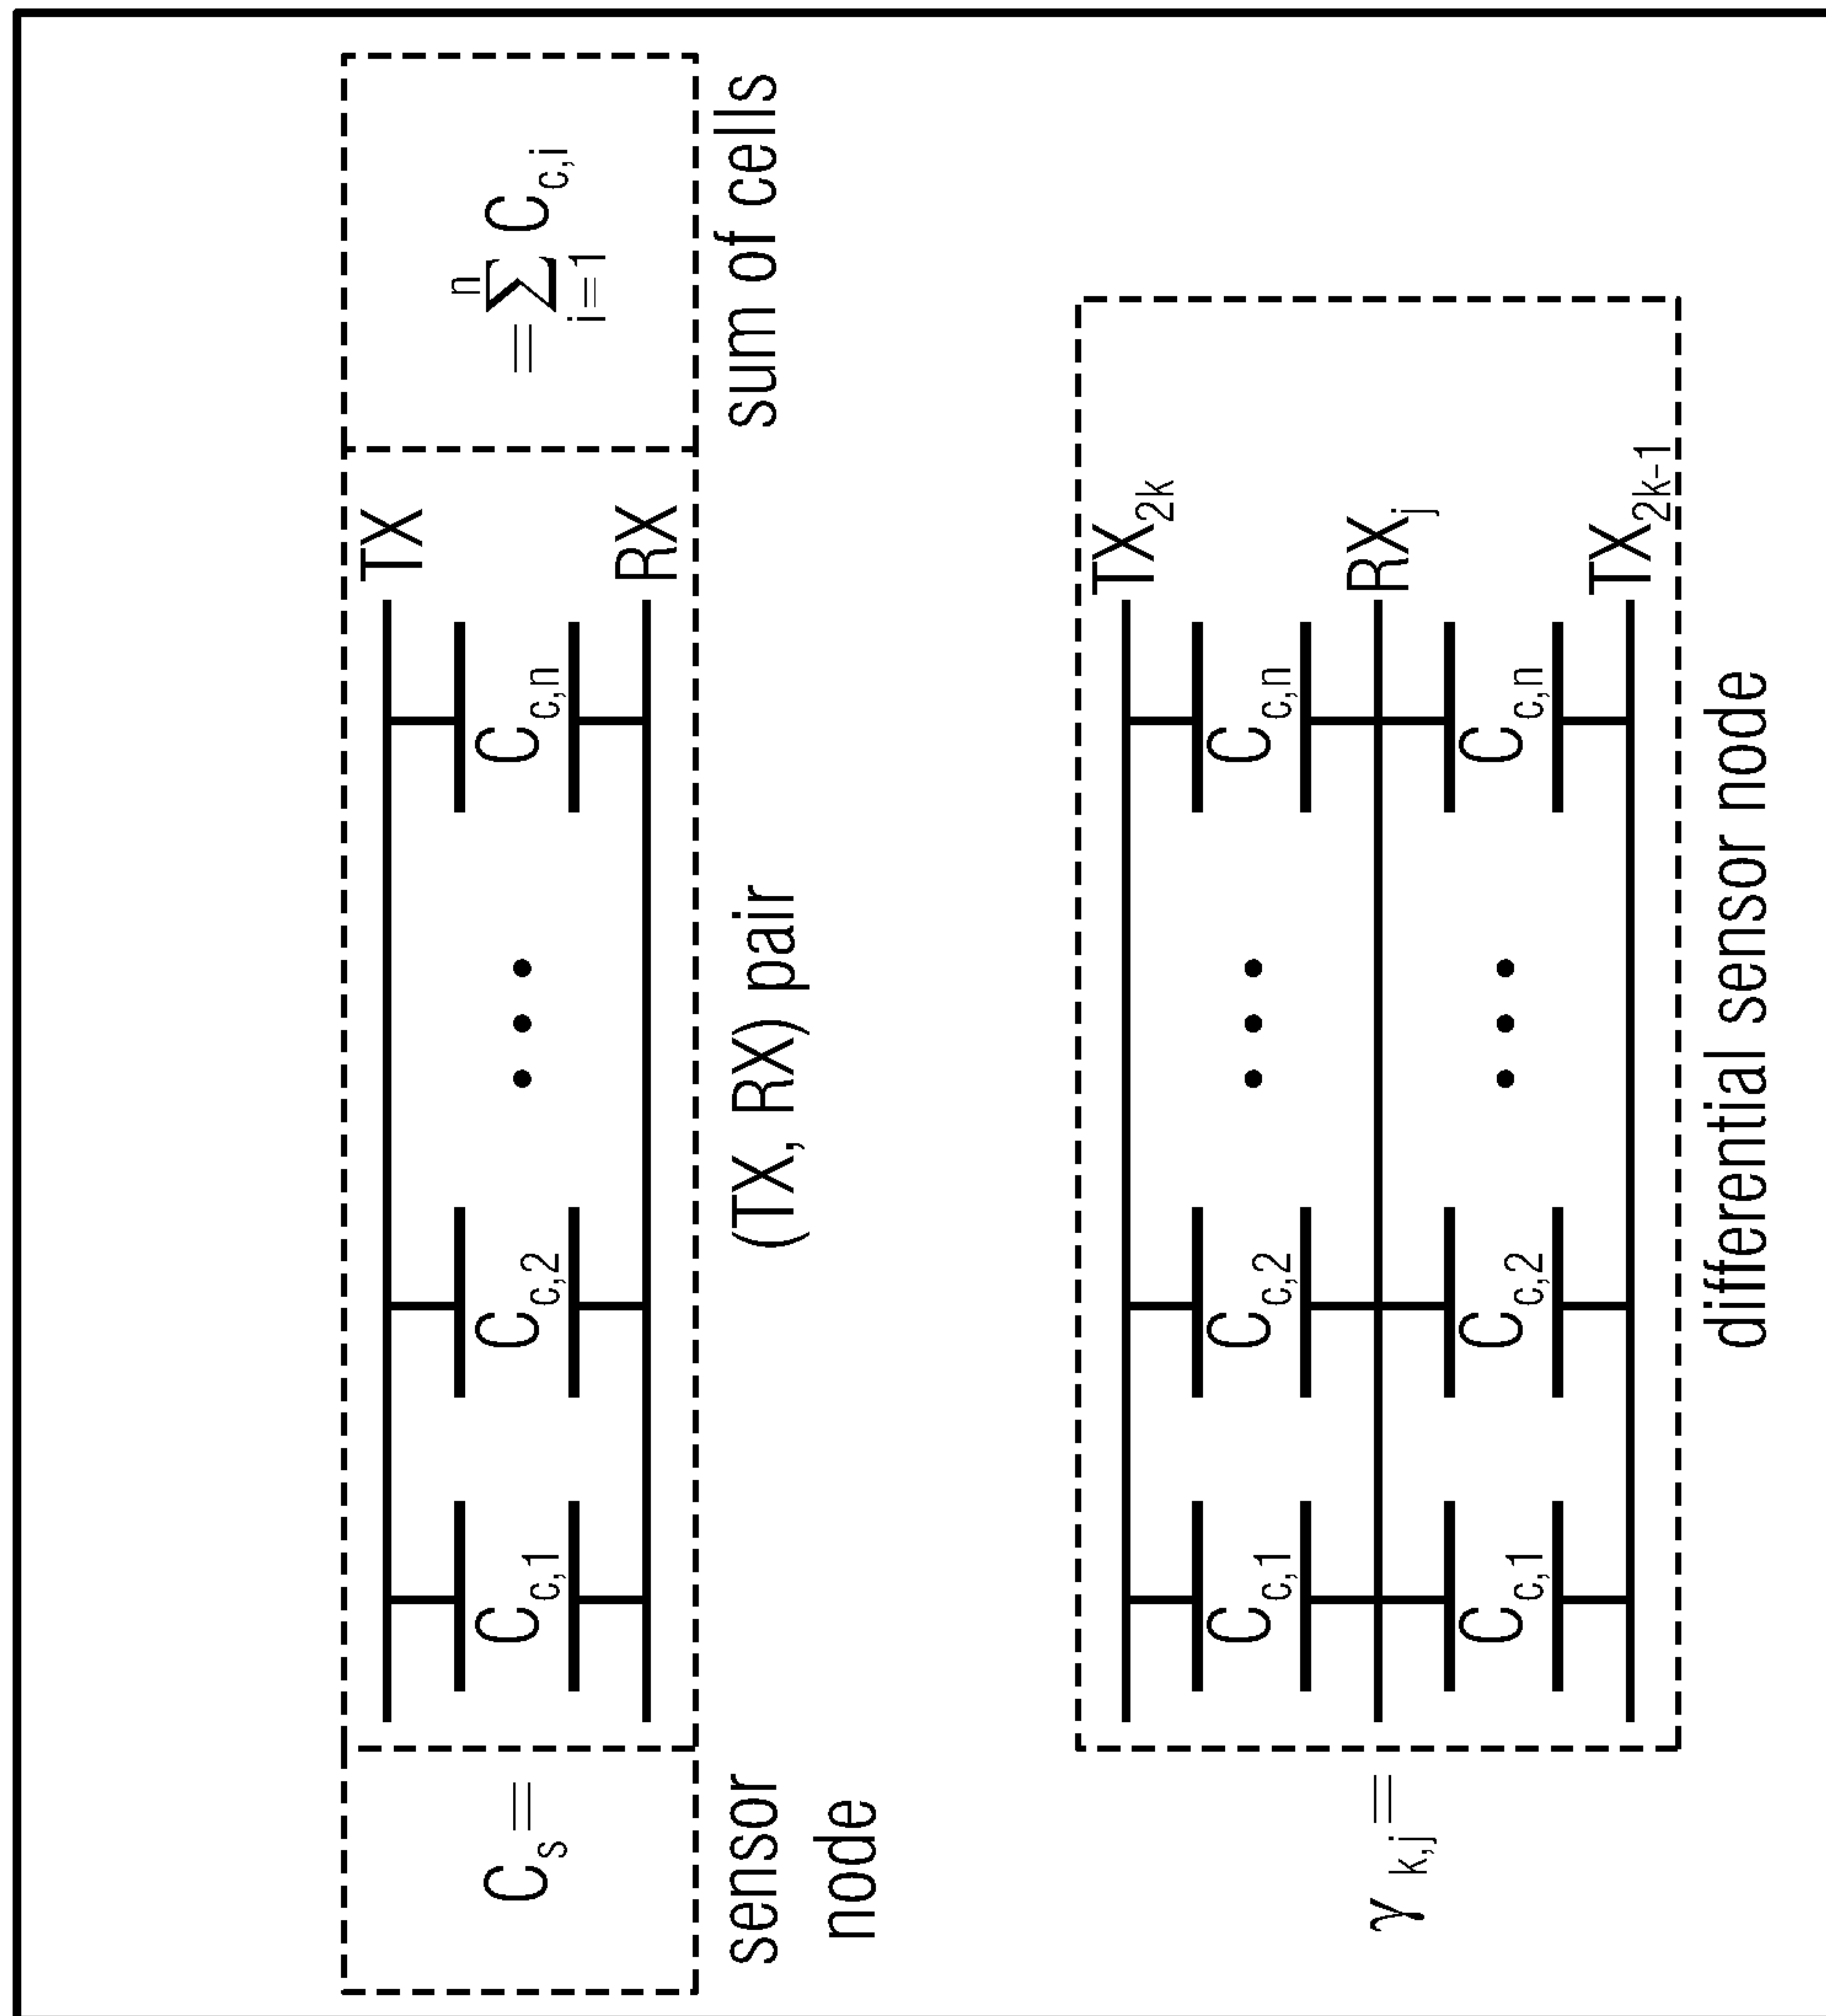 C_s =
TX
C_c,1 C_c,2 • • • C_c,n
RX
n
= ∑ C_c,i
i=1
sensor
node
(TX, RX) pair
sum of cells
γ_k,j =
TX_2k
C_c,1 C_c,2 • • • C_c,n
RX_j
C_c,1 C_c,2 • • • C_c,n
TX_2k-1
differential sensor node